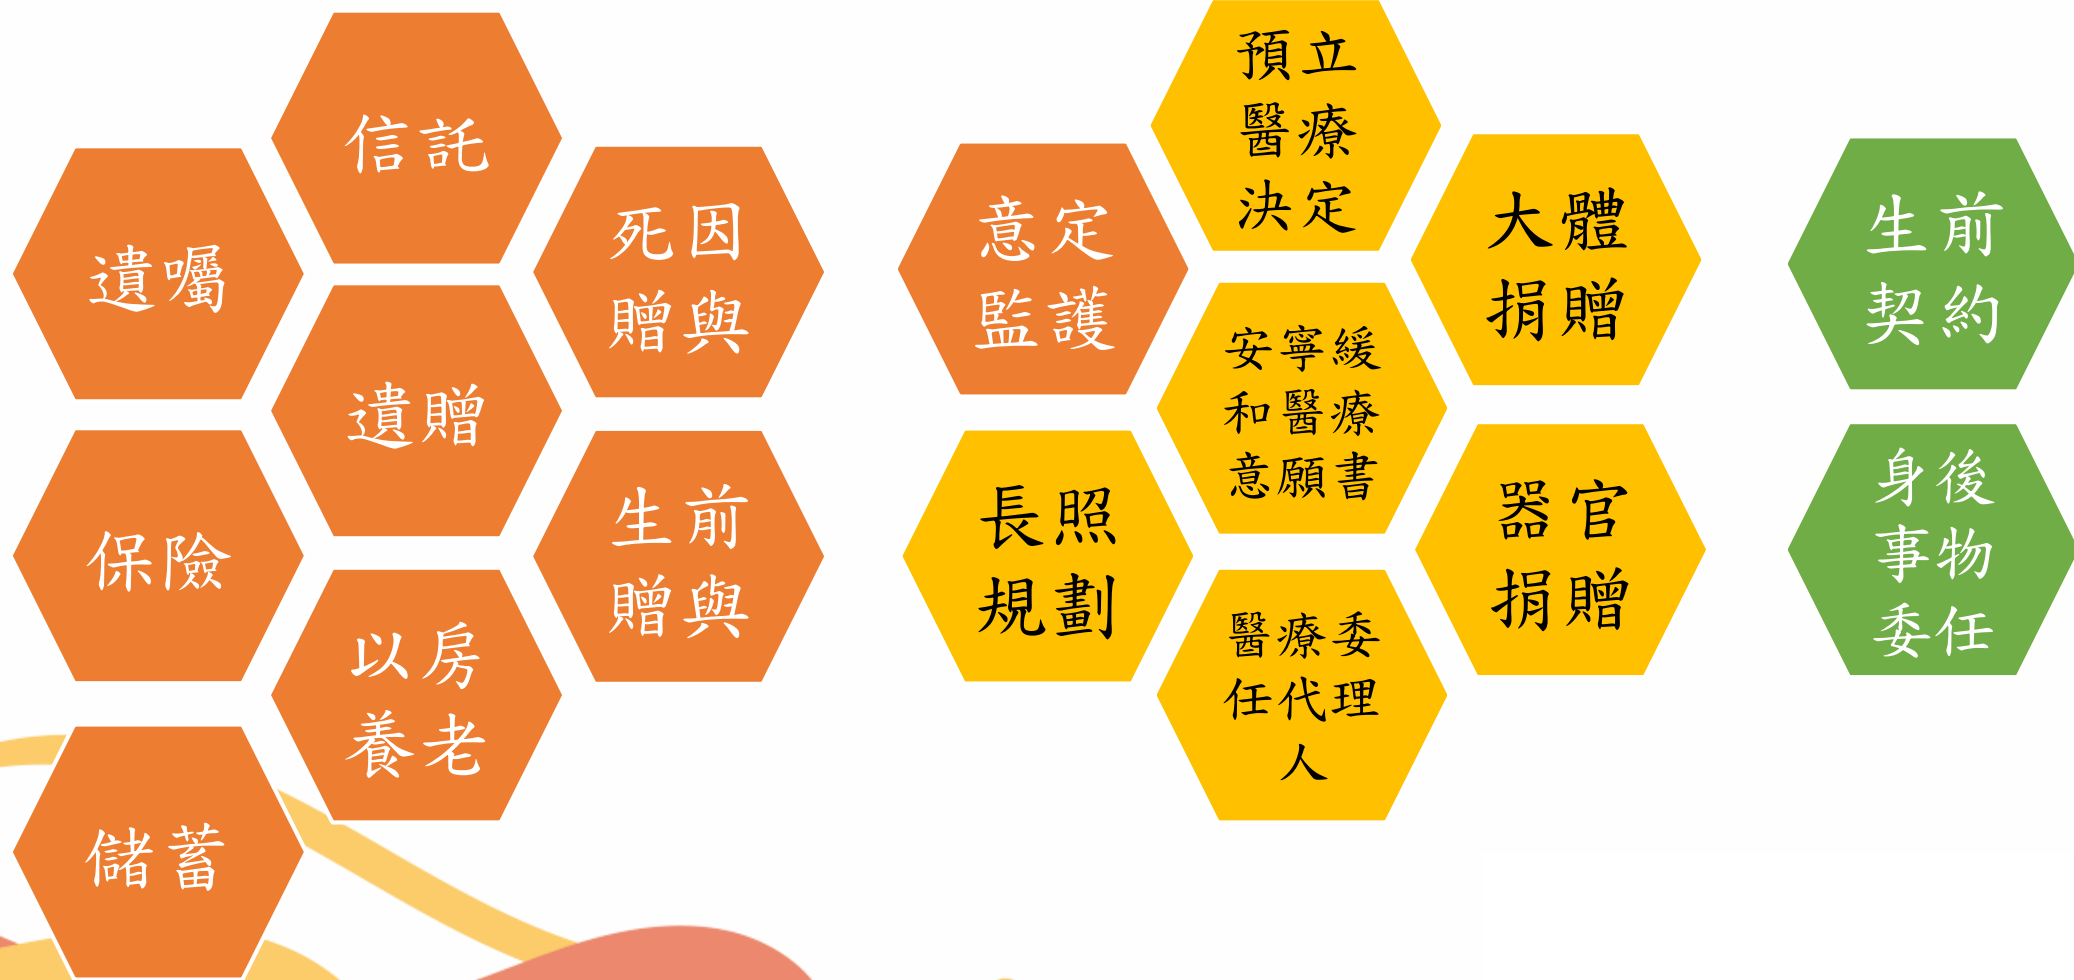 信託
遺囑
死因
贈與
遺贈
保險
生前
贈與
以房
養老
儲蓄
預立
醫療
決定
意定
監護
大體
捐贈
安寧緩
和醫療
意願書
長照
規劃
器官
捐贈
醫療委
任代理
人
生前
契約
身後
事物
委任